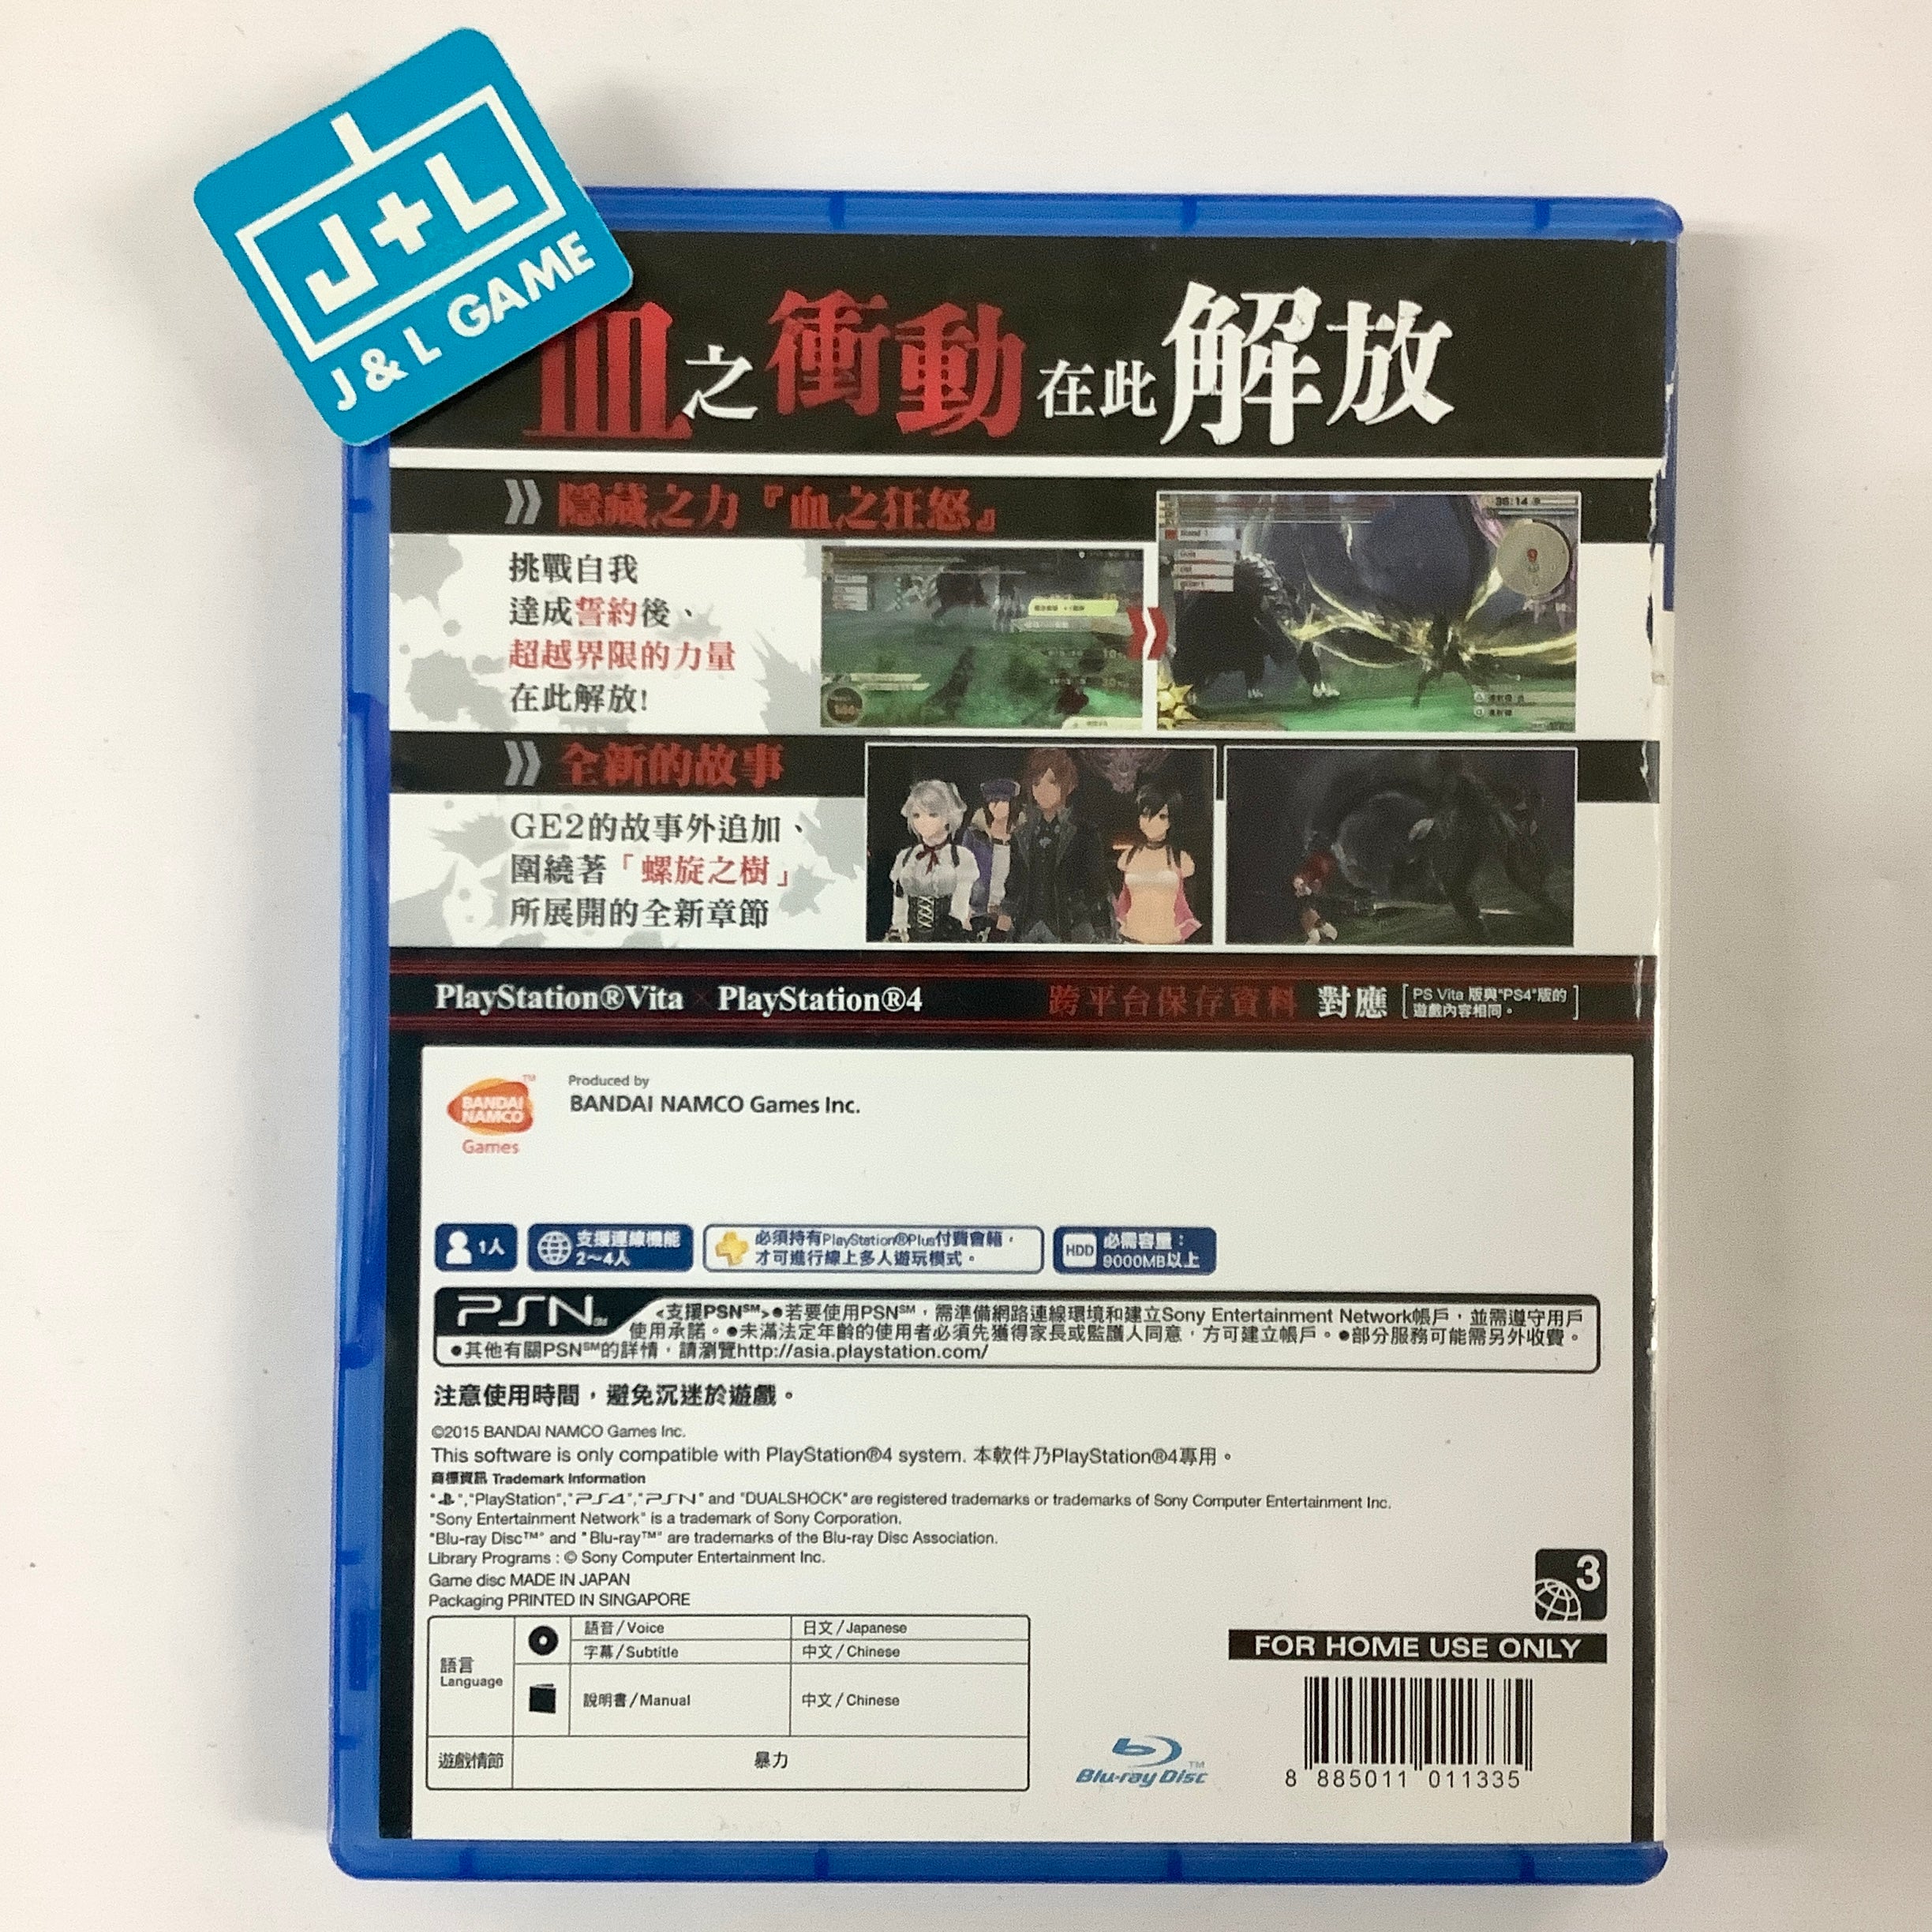 J+L
J & L GAME
血之衝動在此解放
隱藏之力『血之狂怒』
挑戰自我
達成誓約後、
超越界限的力量
在此解放!
36:14
全新的故事
GE2的故事外追加、
圍繞著「螺旋之樹」
所展開的全新章節
PlayStation®Vita × PlayStation®4
跨平台保存資料 對應
PS Vita 版與"PS4"版的
遊戲內容相同。
BANDAI
NAMCO
Games
TM
Produced by
BANDAI NAMCO Games Inc.
1人
支援連線機能
2～4人
必須持有PlayStation®Plus付費會籍，
才可進行線上多人遊玩模式。
HDD
必需容量：
9000MB以上
PSN SM
<支援PSN℠>●若要使用PSN℠，需準備網路連線環境和建立Sony Entertainment Network帳戶，並需遵守用戶
使用承諾。●未滿法定年齡的使用者必須先獲得家長或監護人同意，方可建立帳戶。●部分服務可能需另外收費。
●其他有關PSN℠的詳情，請瀏覽http://asia.playstation.com/
注意使用時間，避免沉迷於遊戲。
©2015 BANDAI NAMCO Games Inc.
This software is only compatible with PlayStation®4 system. 本軟件乃PlayStation®4專用。
商標資訊 Trademark Information
" ","PlayStation","PS4","PSN" and "DUALSHOCK" are registered trademarks or trademarks of Sony Computer Entertainment Inc.
"Sony Entertainment Network" is a trademark of Sony Corporation.
"Blu-ray Disc™" and "Blu-ray™" are trademarks of the Blu-ray Disc Association.
Library Programs : © Sony Computer Entertainment Inc.
Game disc MADE IN JAPAN
Packaging PRINTED IN SINGAPORE
語言
Language
語音/Voice 日文/Japanese
字幕/Subtitle 中文/Chinese
說明書/Manual 中文/Chinese
遊戲情節 暴力
3
FOR HOME USE ONLY
Blu-ray Disc™
8 885011 011335